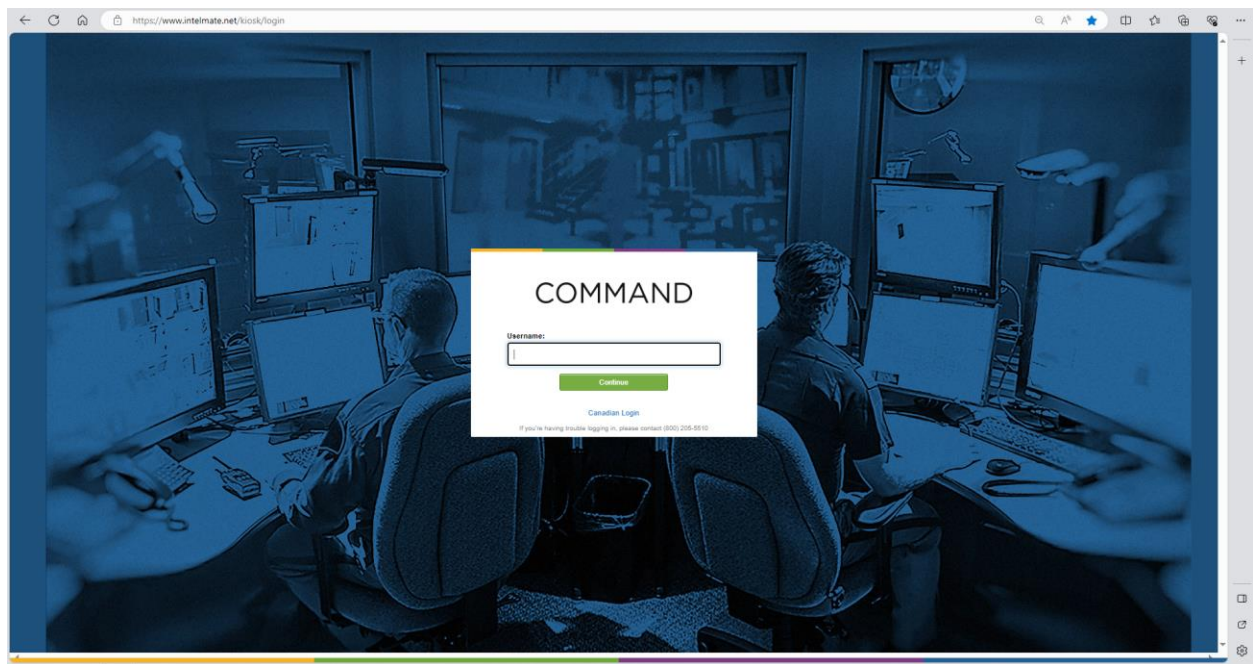 https://www.intelmate.net/kiosk/login
COMMAND
Username:
Continue
Canadian Login
If you're having trouble logging in, please contact (800) 205-5510